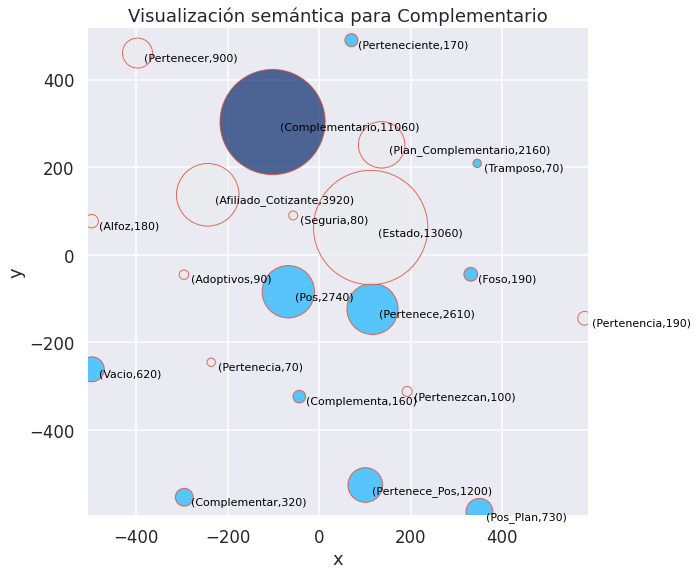 Visualización semántica para Complementario
(Perteneciente,170)
(Pertenecer,900)
400
(Complementario,11060)
(Plan_Complementario,2160)
(Tramposo,70)
200
(Afiliado_Cotizante,3920)
(Seguria,80)
(Alfoz,180)
(Estado,13060)
0
(Adoptivos,90)
(Foso,190)
y
(Pos,2740)
(Pertenece,2610)
(Pertenencia,190)
−200
(Pertenecia,70)
(Vacio,620)
(Complementa,160)
(Pertenezcan,100)
−400
(Pertenece_Pos,1200)
(Complementar,320)
(Pos_Plan,730)
−400 −200 0 200 400
x